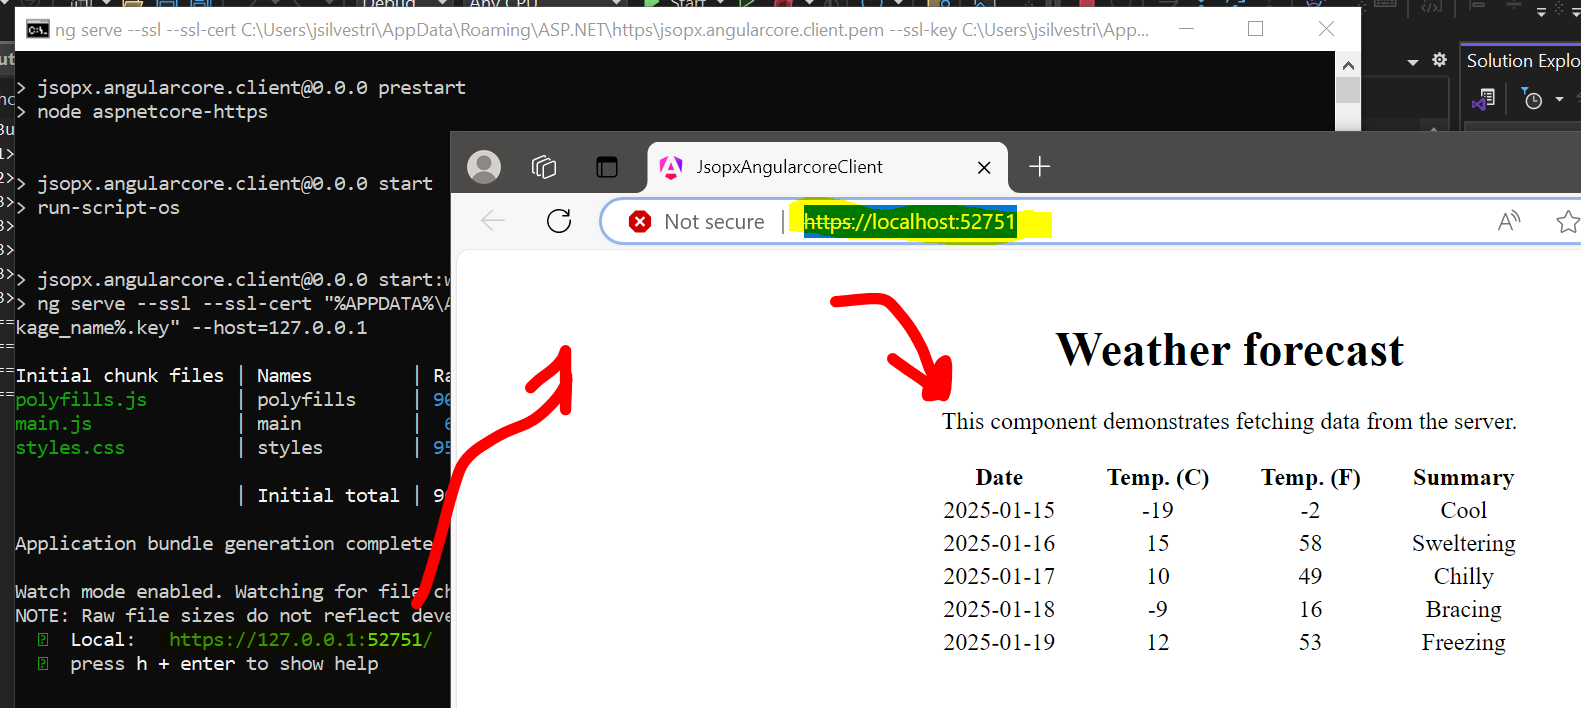 Debug
Any CPU
Start
ng serve --ssl --ssl-cert C:\Users\jsilvestri\AppData\Roaming\ASP.NET\https\jsopx.angularcore.client.pem --ssl-key C:\Users\jsilvestri\App...
Solution Explo
> jsopx.angularcore.client@0.0.0 prestart
> node aspnetcore-https
> jsopx.angularcore.client@0.0.0 start
> run-script-os
> jsopx.angularcore.client@0.0.0 start:w
> ng serve --ssl --ssl-cert "%APPDATA%\A
kage_name%.key" --host=127.0.0.1
Initial chunk files | Names | Ra
polyfills.js | polyfills | 90
main.js | main | 6
styles.css | styles | 95
| Initial total | 9
Application bundle generation complete
Watch mode enabled. Watching for file ch
NOTE: Raw file sizes do not reflect deve
Local: https://127.0.0.1:52751/
press h + enter to show help
JsopxAngularcoreClient
Not secure | https://localhost:52751
Weather forecast
This component demonstrates fetching data from the server.
Date Temp. (C) Temp. (F) Summary
2025-01-15 -19 -2 Cool
2025-01-16 15 58 Sweltering
2025-01-17 10 49 Chilly
2025-01-18 -9 16 Bracing
2025-01-19 12 53 Freezing